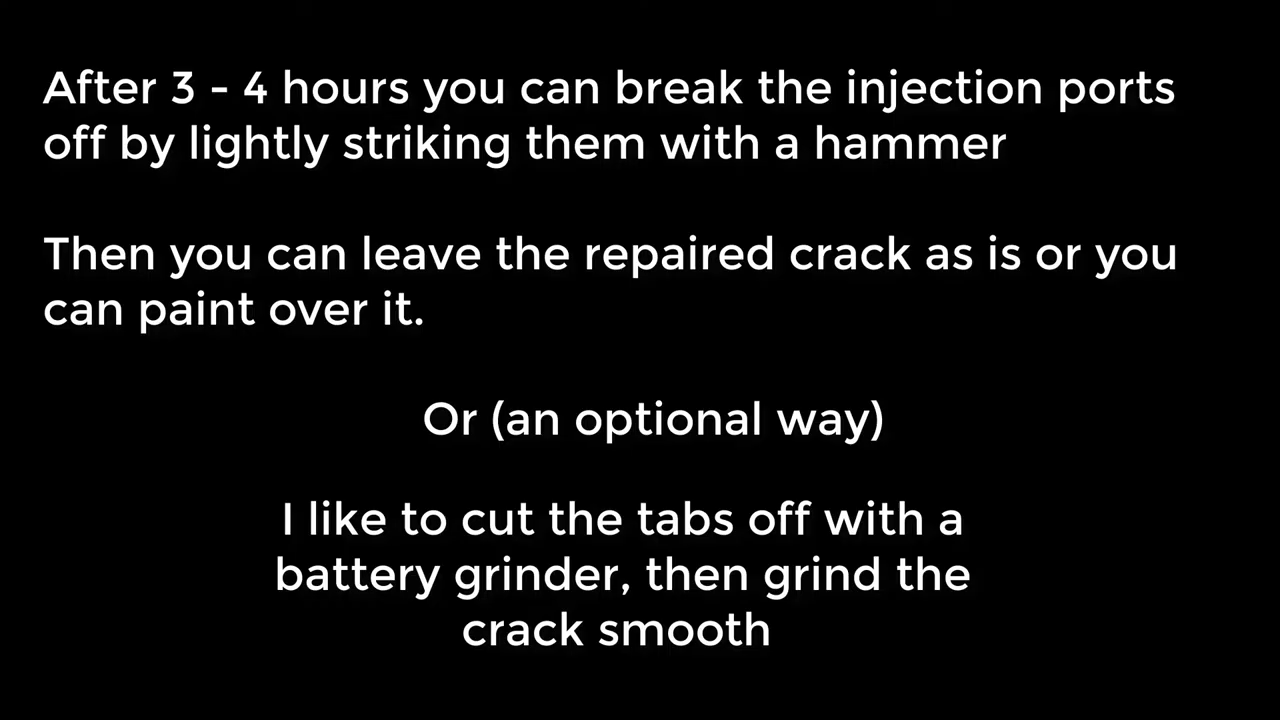 After 3 - 4 hours you can break the injection ports
off by lightly striking them with a hammer
Then you can leave the repaired crack as is or you
can paint over it.
Or (an optional way)
I like to cut the tabs off with a
battery grinder, then grind the
crack smooth